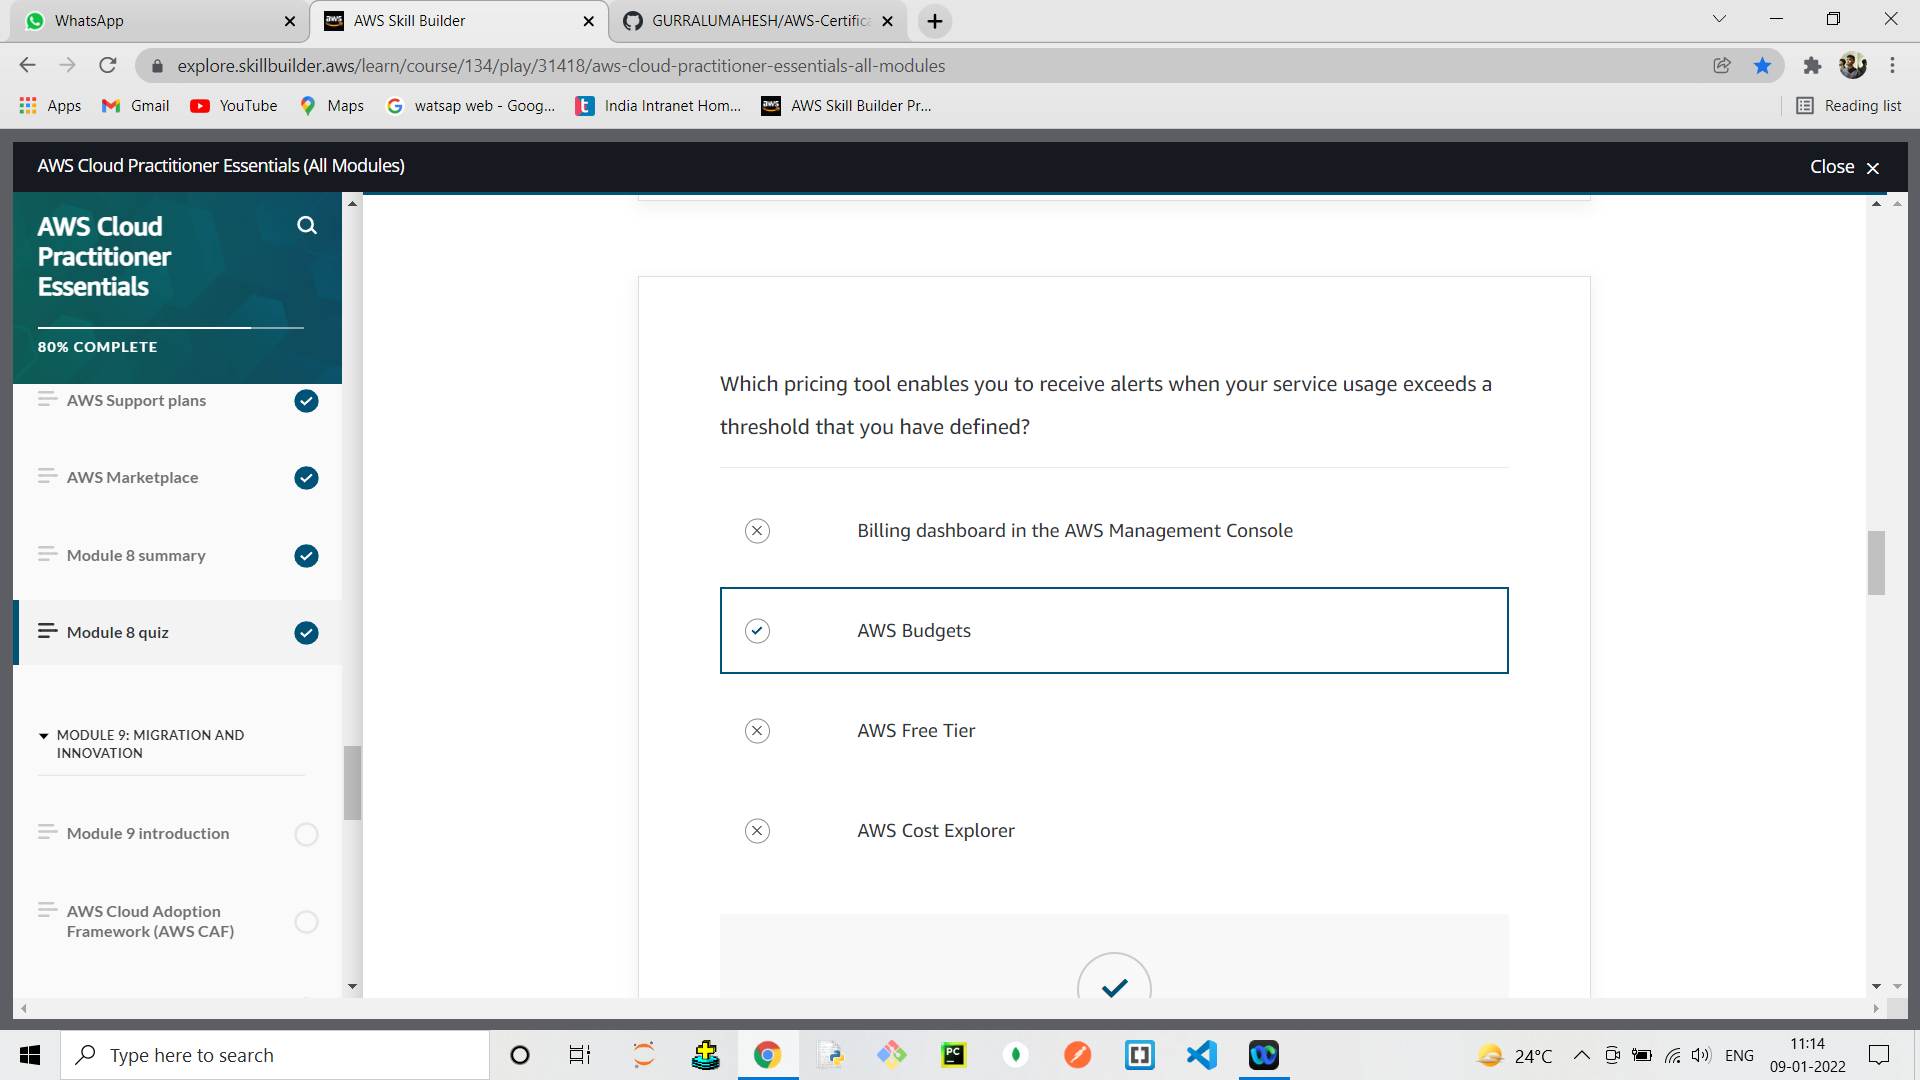 WhatsApp
AWS Skill Builder
GURRALUMAHESH/AWS-Certifica
explore.skillbuilder.aws/learn/course/134/play/31418/aws-cloud-practitioner-essentials-all-modules
Apps
Gmail
YouTube
Maps
watsap web - Goog...
India Intranet Hom...
aws
AWS Skill Builder Pr...
Reading list
AWS Cloud Practitioner Essentials (All Modules)
Close
AWS Cloud
Practitioner
Essentials
80% COMPLETE
AWS Support plans
AWS Marketplace
Module 8 summary
Module 8 quiz
MODULE 9: MIGRATION AND
INNOVATION
Module 9 introduction
AWS Cloud Adoption
Framework (AWS CAF)
Which pricing tool enables you to receive alerts when your service usage exceeds a
threshold that you have defined?
Billing dashboard in the AWS Management Console
AWS Budgets
AWS Free Tier
AWS Cost Explorer
Type here to search
PC
24°C
ENG
11:14
09-01-2022